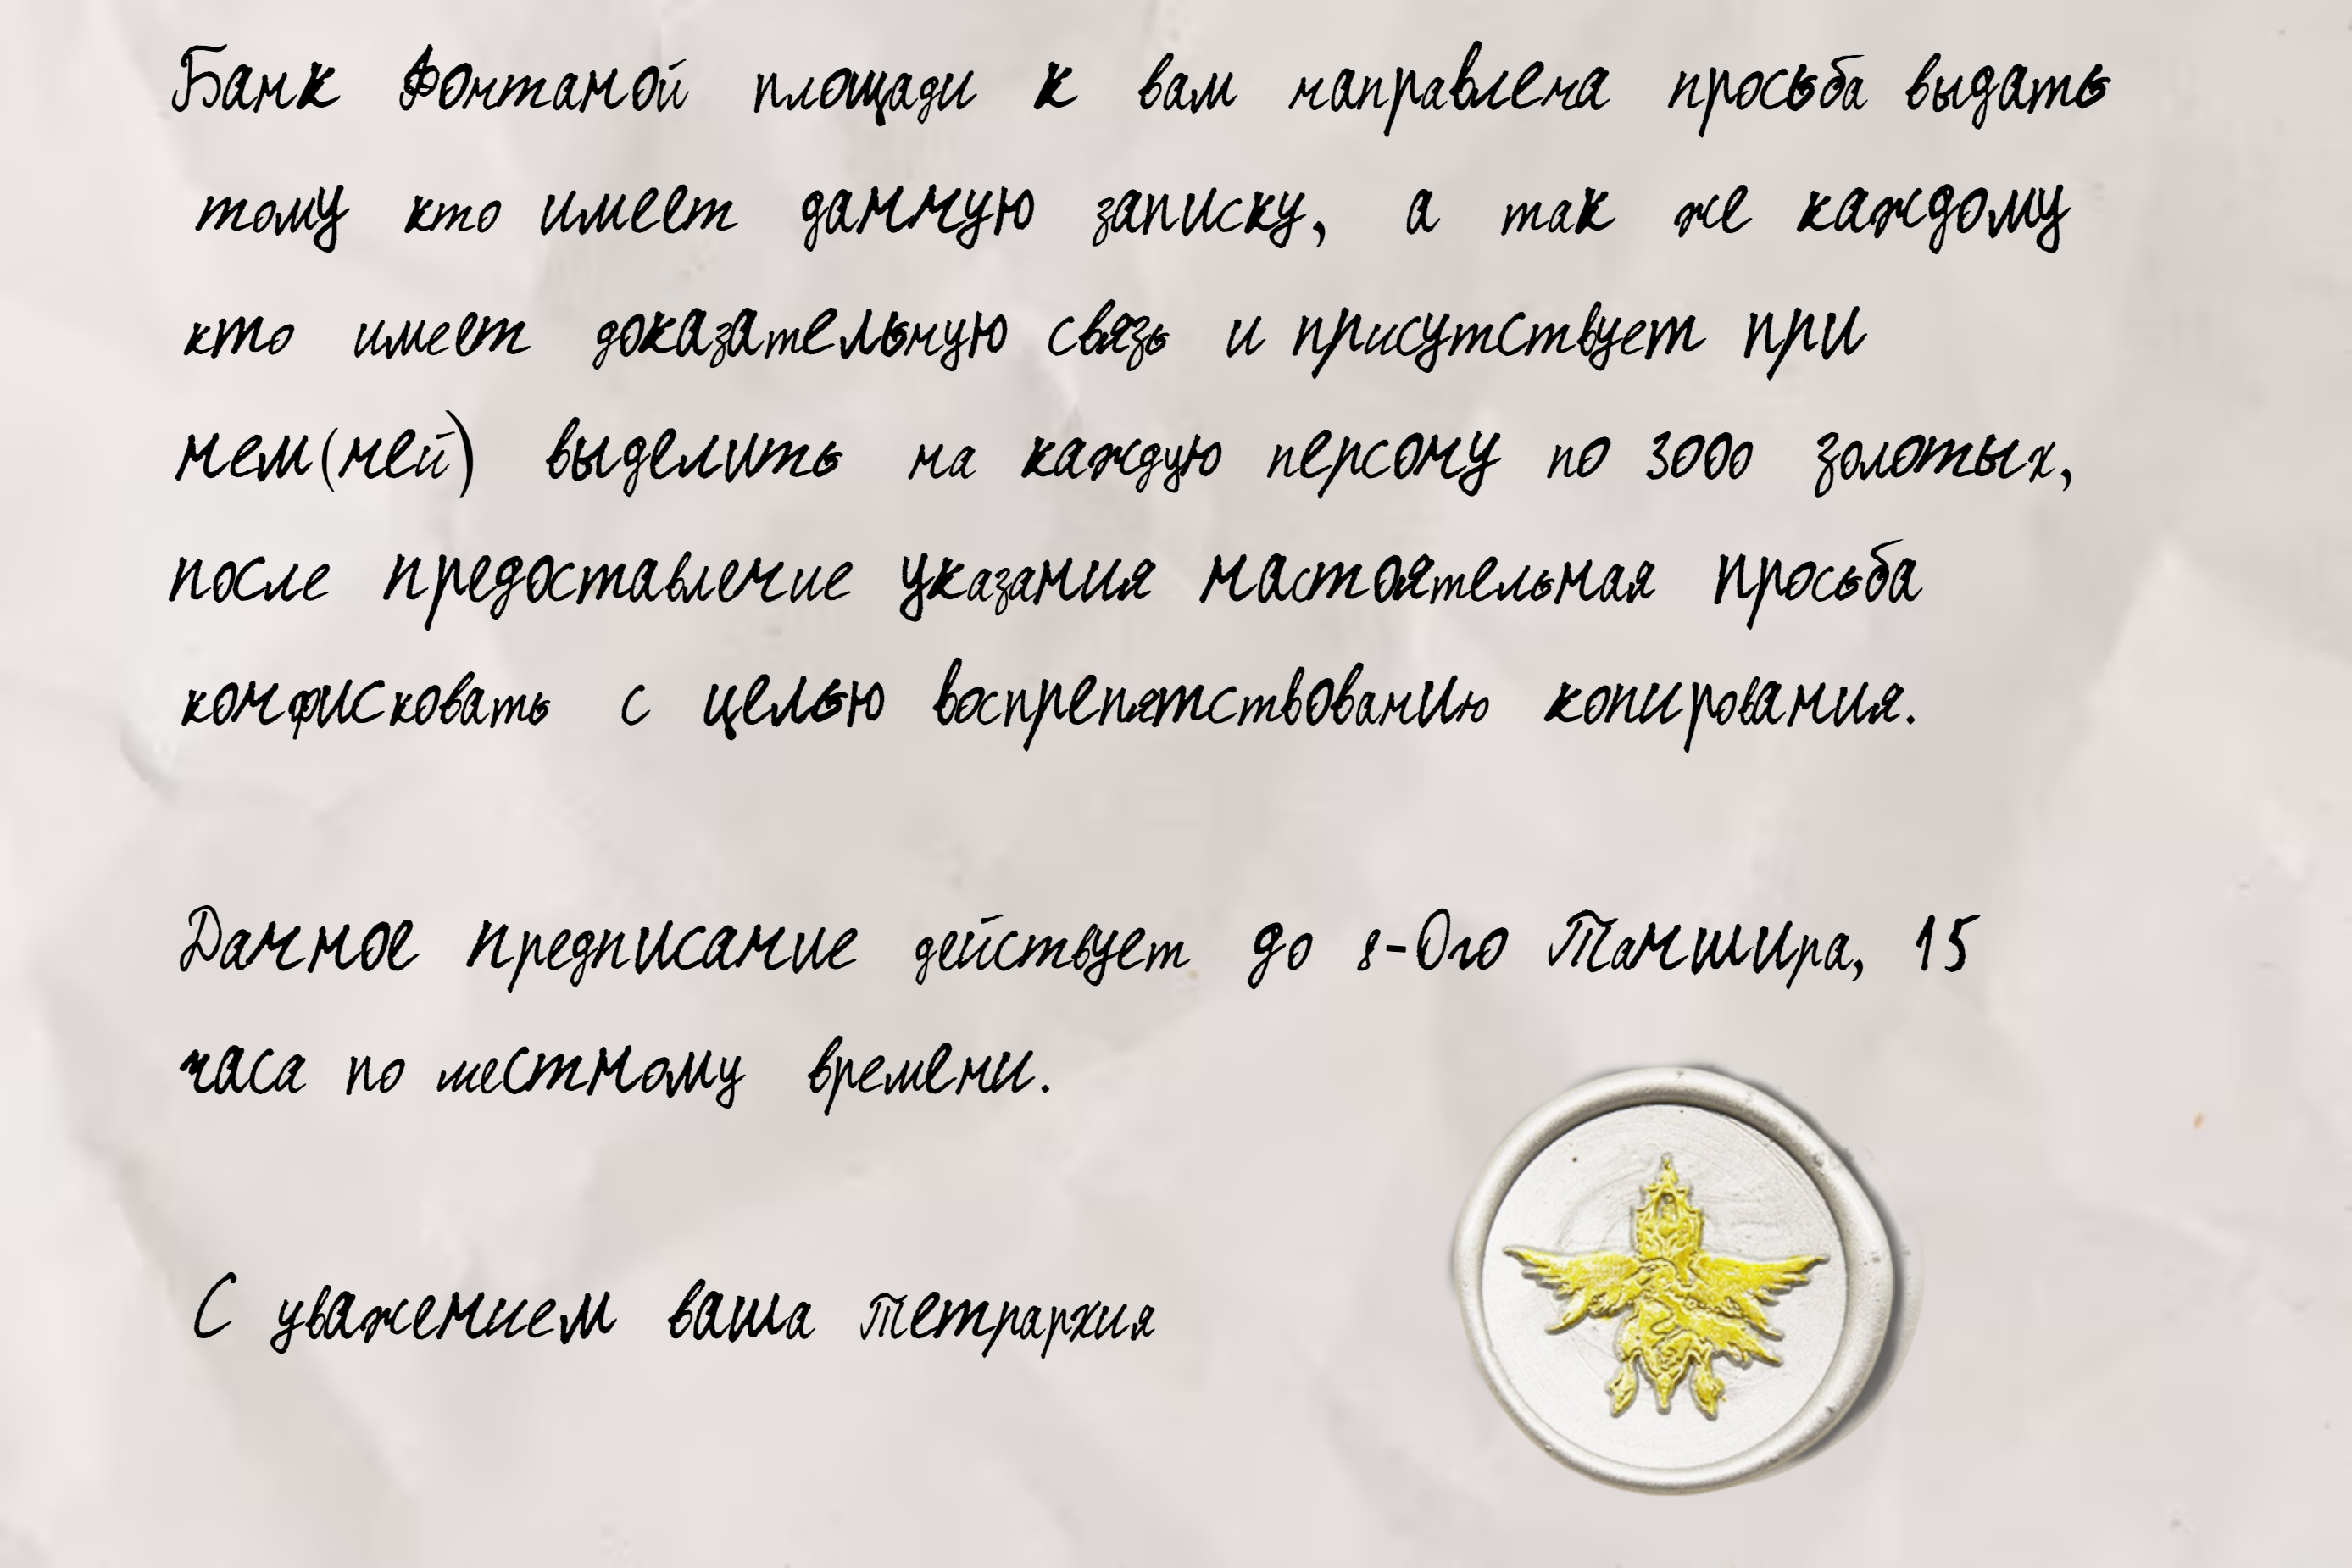 Банк Фонтаной площади к вам направлена просьба выдать
тому кто имеет данную записку, а так же каждому
кто имеет доказательную связь и присутствует при
нем(ней) выделить на каждую персону по 3000 золотых,
после предоставление указания настоятельная просьба
конфисковать с целью воспрепятствованию копирования.
Данное предписание действует до 8-Ого Таншира, 15
часа по местному времени.
С уважением ваша Тетрархия